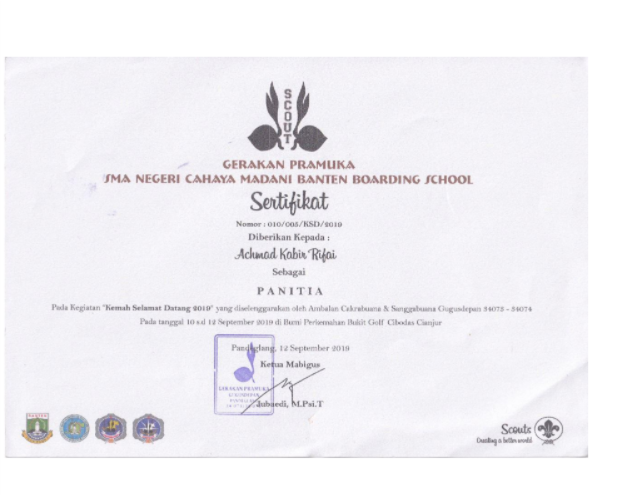 SCOUT
GERAKAN PRAMUKA
SMA NEGERI CAHAYA MADANI BANTEN BOARDING SCHOOL
Sertifikat
Nomor : 010/005/KSD/2019
Diberikan Kepada :
Achmad Kabir Rifai
Sebagai
PANITIA
Pada Kegiatan "Kemah Selamat Datang 2019" yang diselenggarakan oleh Ambalan Cakrabuana & Sanggabuana Gugusdepan 34073 - 34074
Pada tanggal 10 s.d 12 September 2019 di Bumi Perkemahan Bukit Golf Cibodas Cianjur
Pandeglang, 12 September 2019
Ketua Mabigus
GERAKAN PRAMUKA
Jubaedi, M.Psi.T
Scouts
Creating a better world